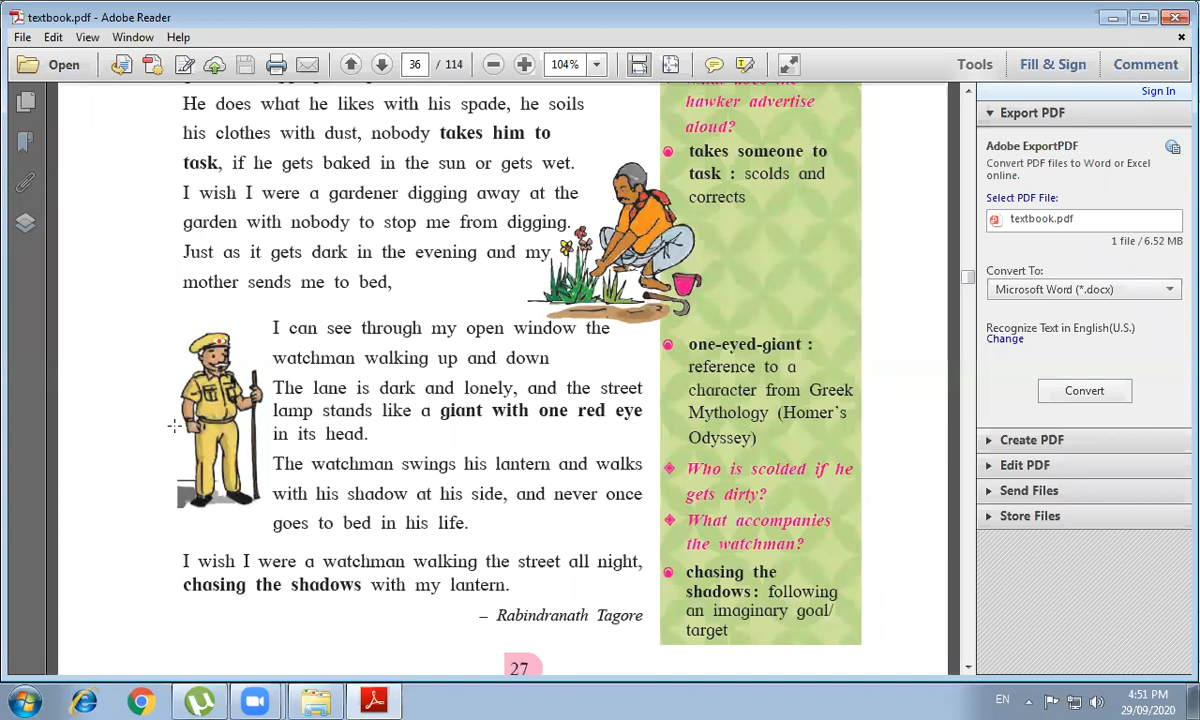 textbook.pdf - Adobe Reader
File Edit View Window Help
Open 36 / 114 104% Tools Fill & Sign Comment
Sign In
He does what he likes with his spade, he soils
his clothes with dust, nobody takes him to
task, if he gets baked in the sun or gets wet.
I wish I were a gardener digging away at the
garden with nobody to stop me from digging.
Just as it gets dark in the evening and my
mother sends me to bed,
I can see through my open window the
watchman walking up and down
The lane is dark and lonely, and the street
lamp stands like a giant with one red eye
in its head.
The watchman swings his lantern and walks
with his shadow at his side, and never once
goes to bed in his life.
I wish I were a watchman walking the street all night,
chasing the shadows with my lantern.
– Rabindranath Tagore
27
hawker advertise
aloud?
takes someone to
task : scolds and
corrects
one-eyed-giant :
reference to a
character from Greek
Mythology (Homer's
Odyssey)
Who is scolded if he
gets dirty?
What accompanies
the watchman?
chasing the
shadows : following
an imaginary goal/
target
Export PDF
Adobe ExportPDF
Convert PDF files to Word or Excel
online.
Select PDF File:
textbook.pdf
1 file / 6.52 MB
Convert To:
Microsoft Word (*.docx)
Recognize Text in English(U.S.)
Change
Convert
Create PDF
Edit PDF
Send Files
Store Files
EN
4:51 PM
29/09/2020